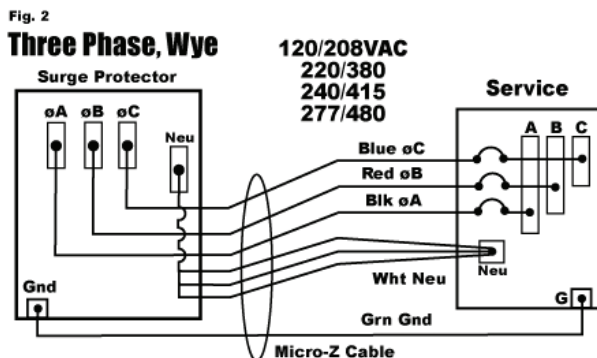 Fig. 2
Three Phase, Wye
120/208VAC
220/380
240/415
277/480
Surge Protector
Service
øA øB øC
Neu
A B C
Blue øC
Red øB
Blk øA
Wht Neu
Neu
Gnd
G
Grn Gnd
Micro-Z Cable